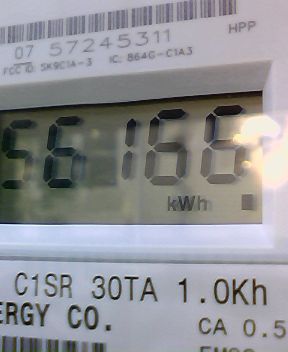 07 57245311 HPP
FCC ID: SK9C1A-3 IC: 864G-C1A3
56166
kWh
C1SR 30TA 1.0Kh
ERGY CO. CA 0.5